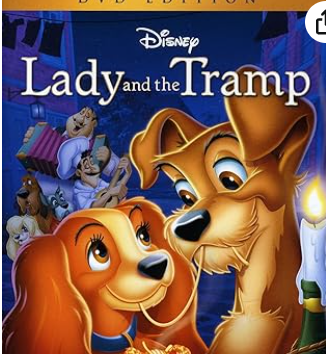 DVD EDITION
Disney
Lady and the Tramp